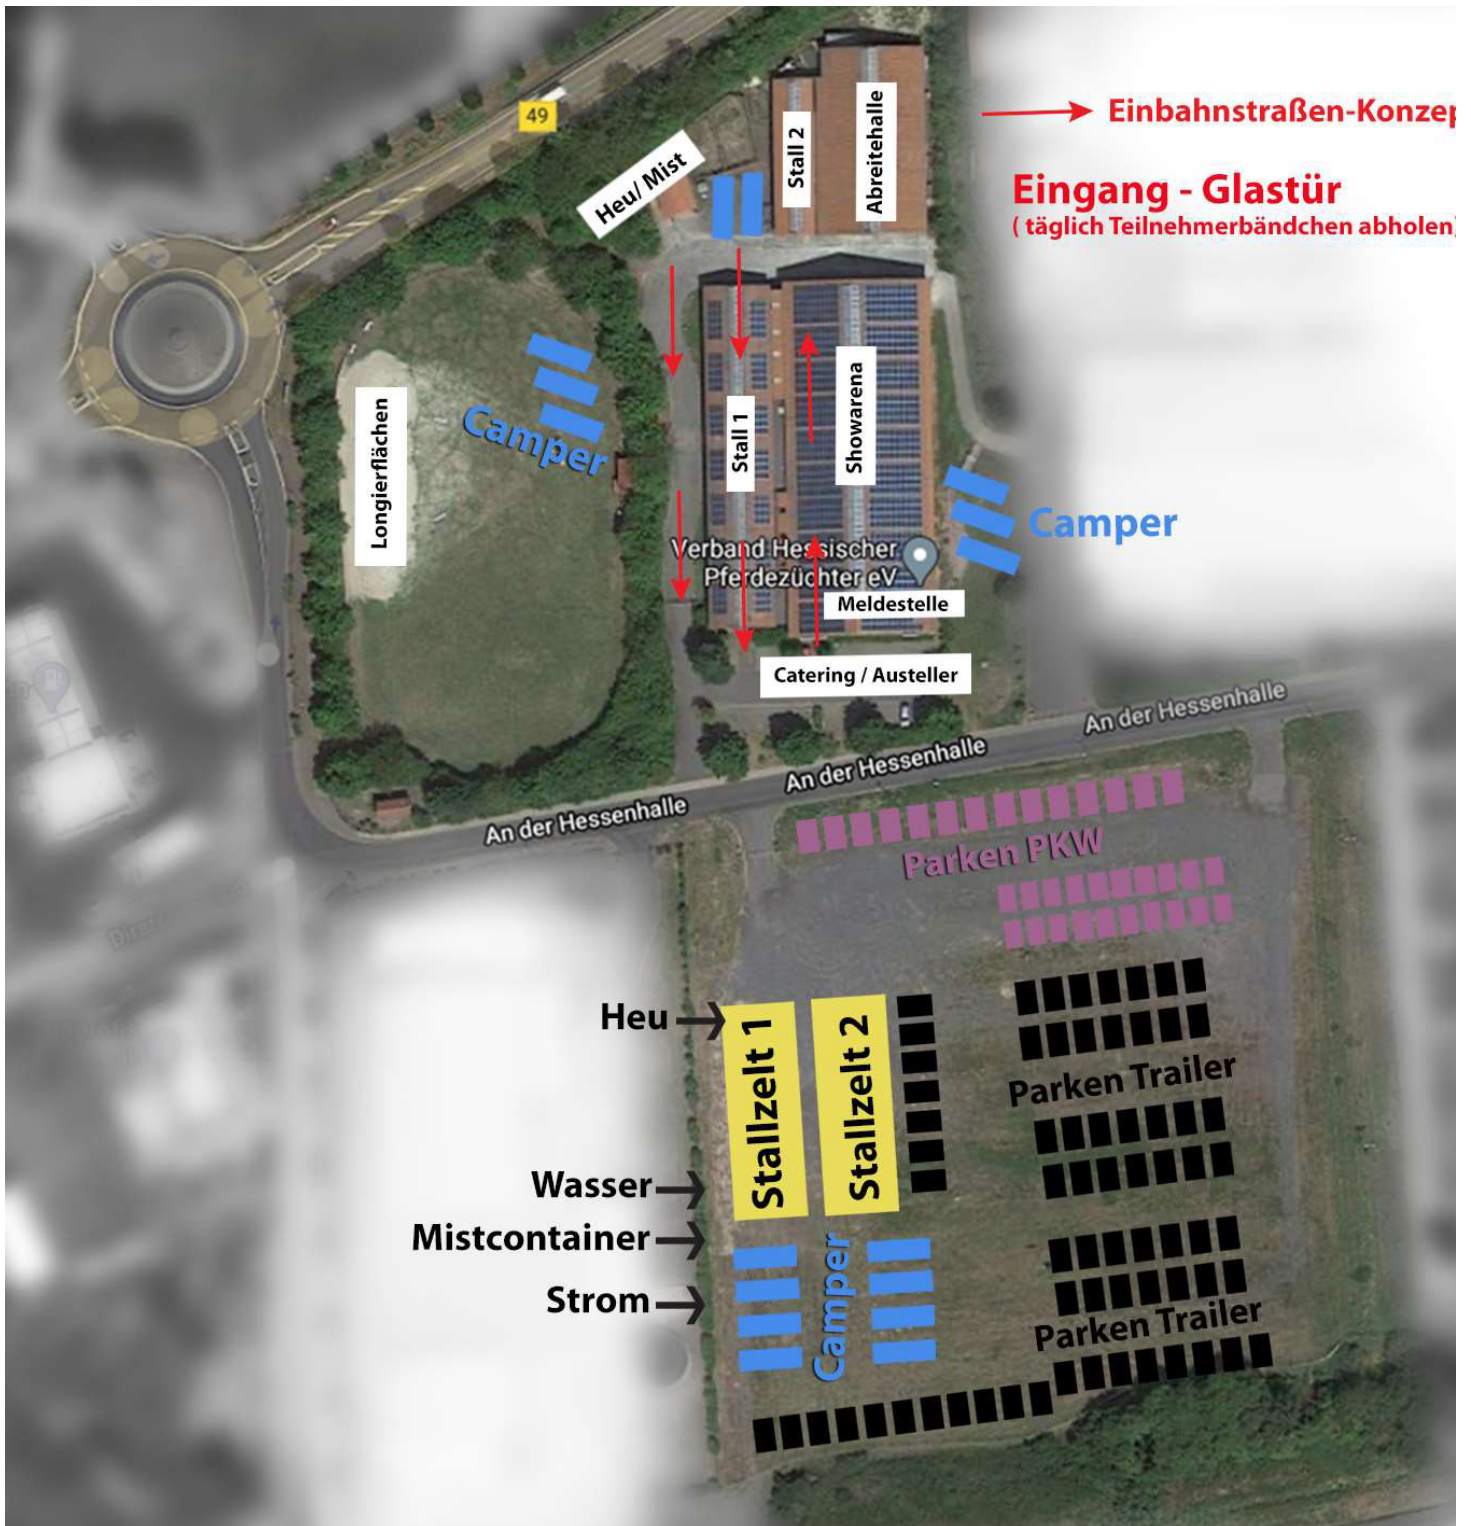 49
Einbahnstraßen-Konzep
Eingang - Glastür
( täglich Teilnehmerbändchen abholen)
Heu/ Mist
Stall 2
Abreitehalle
Longierflächen
Camper
Stall 1
Showarena
Camper
Verband Hessischer
Pferdezüchter eV
Meldestelle
Catering / Austeller
An der Hessenhalle
An der Hessenhalle
An der Hessenhalle
Parken PKW
Heu
Stallzelt 1
Stallzelt 2
Parken Trailer
Wasser
Mistcontainer
Strom
Camper
Parken Trailer